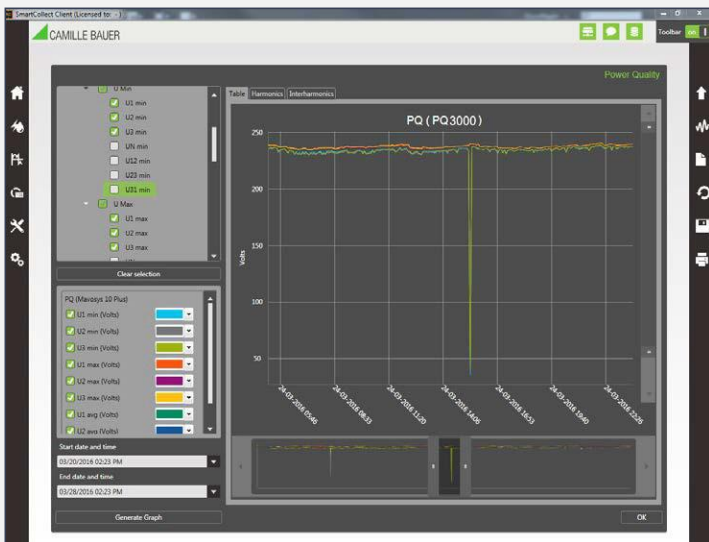 SmartCollect Client (Licensed to: - )
CAMILLE BAUER
Toolbar on
Power Quality
U Min
U1 min
U2 min
U3 min
UN min
U12 min
U23 min
U31 min
U Max
U1 max
U2 max
U3 max
Clear selection
PQ (Mavosys 10 Plus)
U1 min (Volts)
U2 min (Volts)
U3 min (Volts)
U1 max (Volts)
U2 max (Volts)
U3 max (Volts)
U1 avg (Volts)
U2 avg (Volts)
Start date and time
03/20/2016 02:23 PM
End date and time
03/28/2016 02:23 PM
Generate Graph
Table Harmonics Interharmonics
PQ ( PQ3000 )
250
200
150
100
50
Volts
24-03-2016 05:46
24-03-2016 08:33
24-03-2016 11:20
24-03-2016 14:06
24-03-2016 16:53
24-03-2016 19:40
24-03-2016 22:26
OK